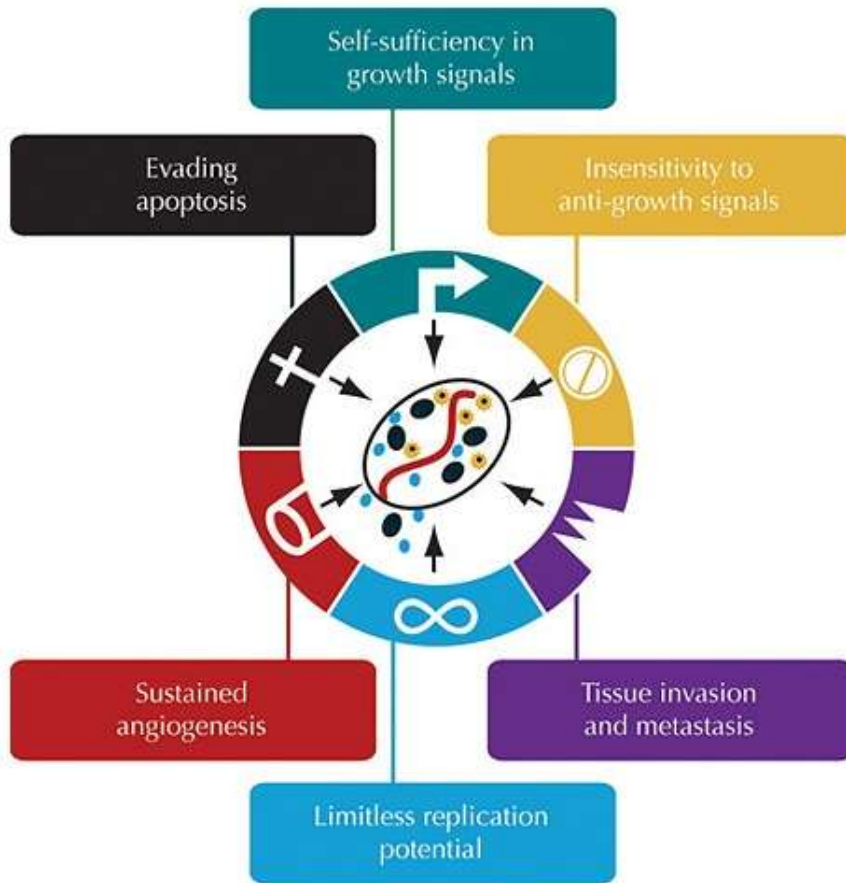 Self-sufficiency in
growth signals
Evading
apoptosis
Insensitivity to
anti-growth signals
Sustained
angiogenesis
Tissue invasion
and metastasis
Limitless replication
potential